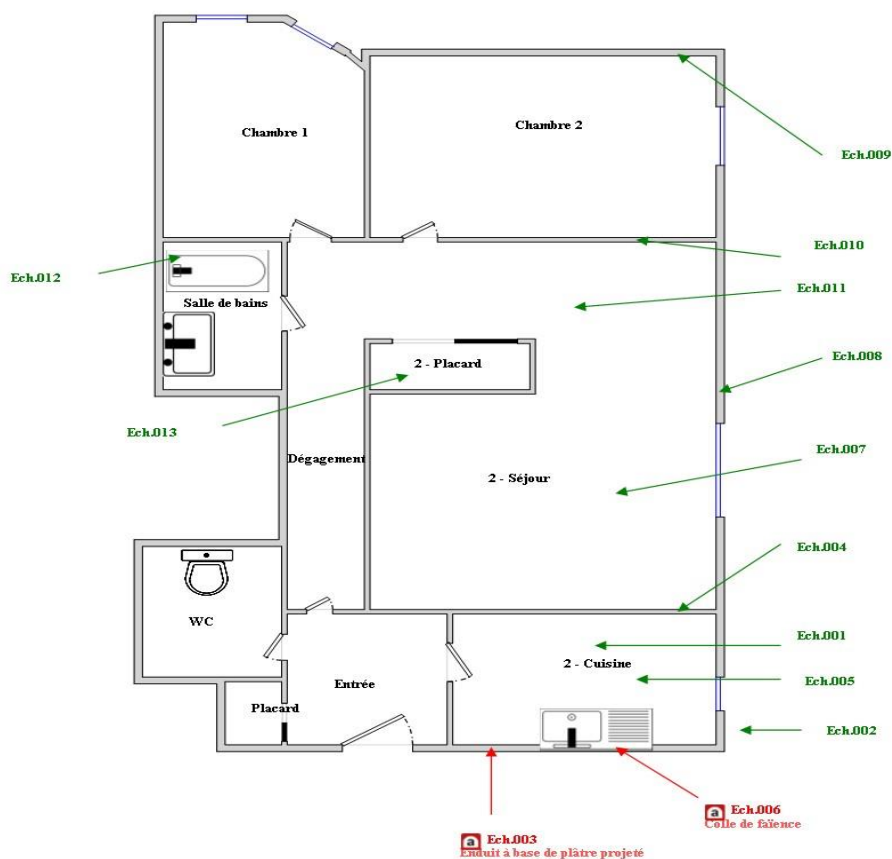 Chambre 1
Chambre 2
Ech.009
Ech.010
Ech.012
Ech.011
Salle de bains
Ech.008
2 - Placard
Ech.013
Dégagement
Ech.007
2 - Séjour
Ech.004
WC
Ech.001
2 - Cuisine
Ech.005
Entrée
Placard
Ech.002
a Ech.006
Colle de faïence
a Ech.003
Enduit à base de plâtre projeté